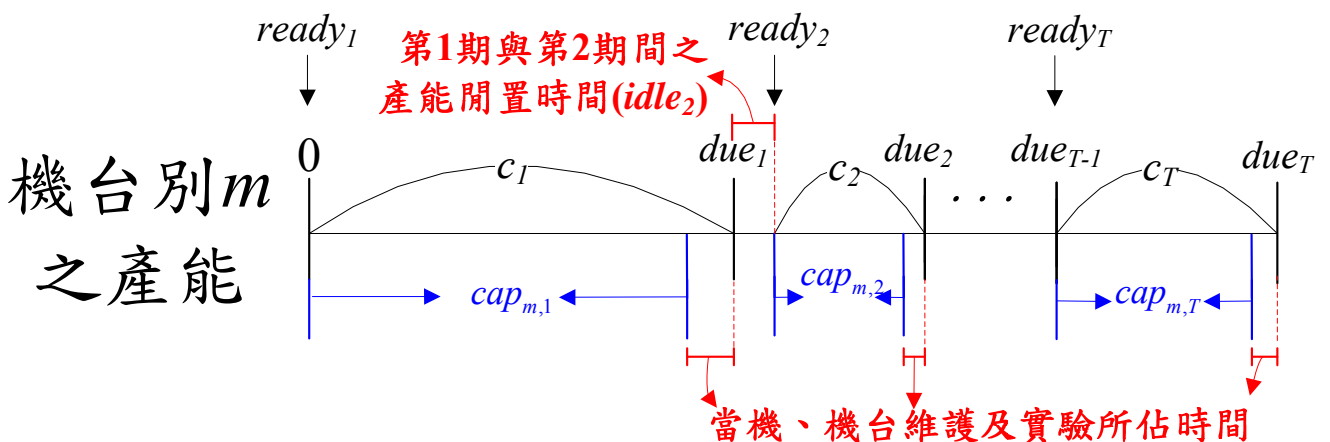 ready₁
第1期與第2期間之
產能閒置時間(idle₂)
ready₂
readyT
機台別m
之產能
0
c₁
due₁
c₂
due₂
. . .
dueT-1
cT
dueT
capm,1
capm,2
capm,T
當機、機台維護及實驗所佔時間